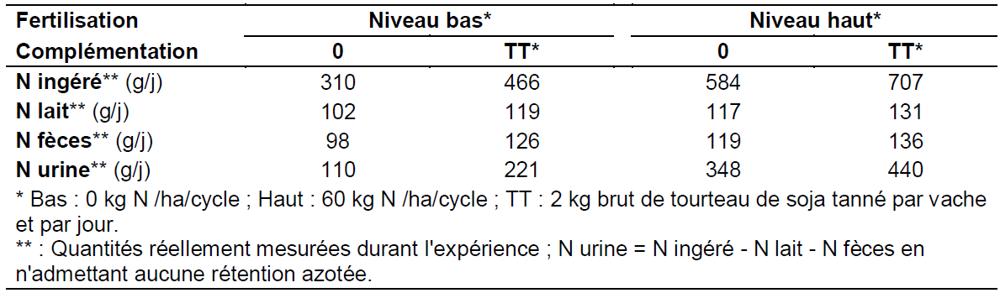 Fertilisation Niveau bas* Niveau haut*
Complémentation 0 TT* 0 TT*
N ingéré** (g/j) 310 466 584 707
N lait** (g/j) 102 119 117 131
N fèces** (g/j) 98 126 119 136
N urine** (g/j) 110 221 348 440
* Bas : 0 kg N /ha/cycle ; Haut : 60 kg N /ha/cycle ; TT : 2 kg brut de tourteau de soja tanné par vache
et par jour.
** : Quantités réellement mesurées durant l'expérience ; N urine = N ingéré - N lait - N fèces en
n'admettant aucune rétention azotée.